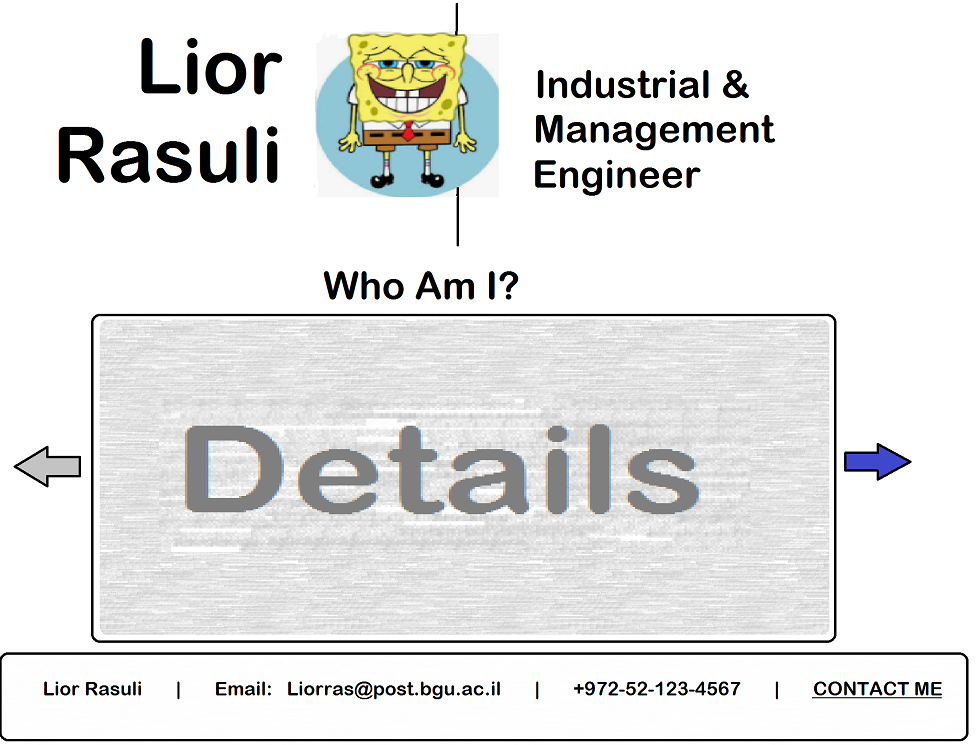 Lior
Rasuli
Industrial &
Management
Engineer
Who Am I?
Details
Lior Rasuli | Email: Liorras@post.bgu.ac.il | +972-52-123-4567 | CONTACT ME